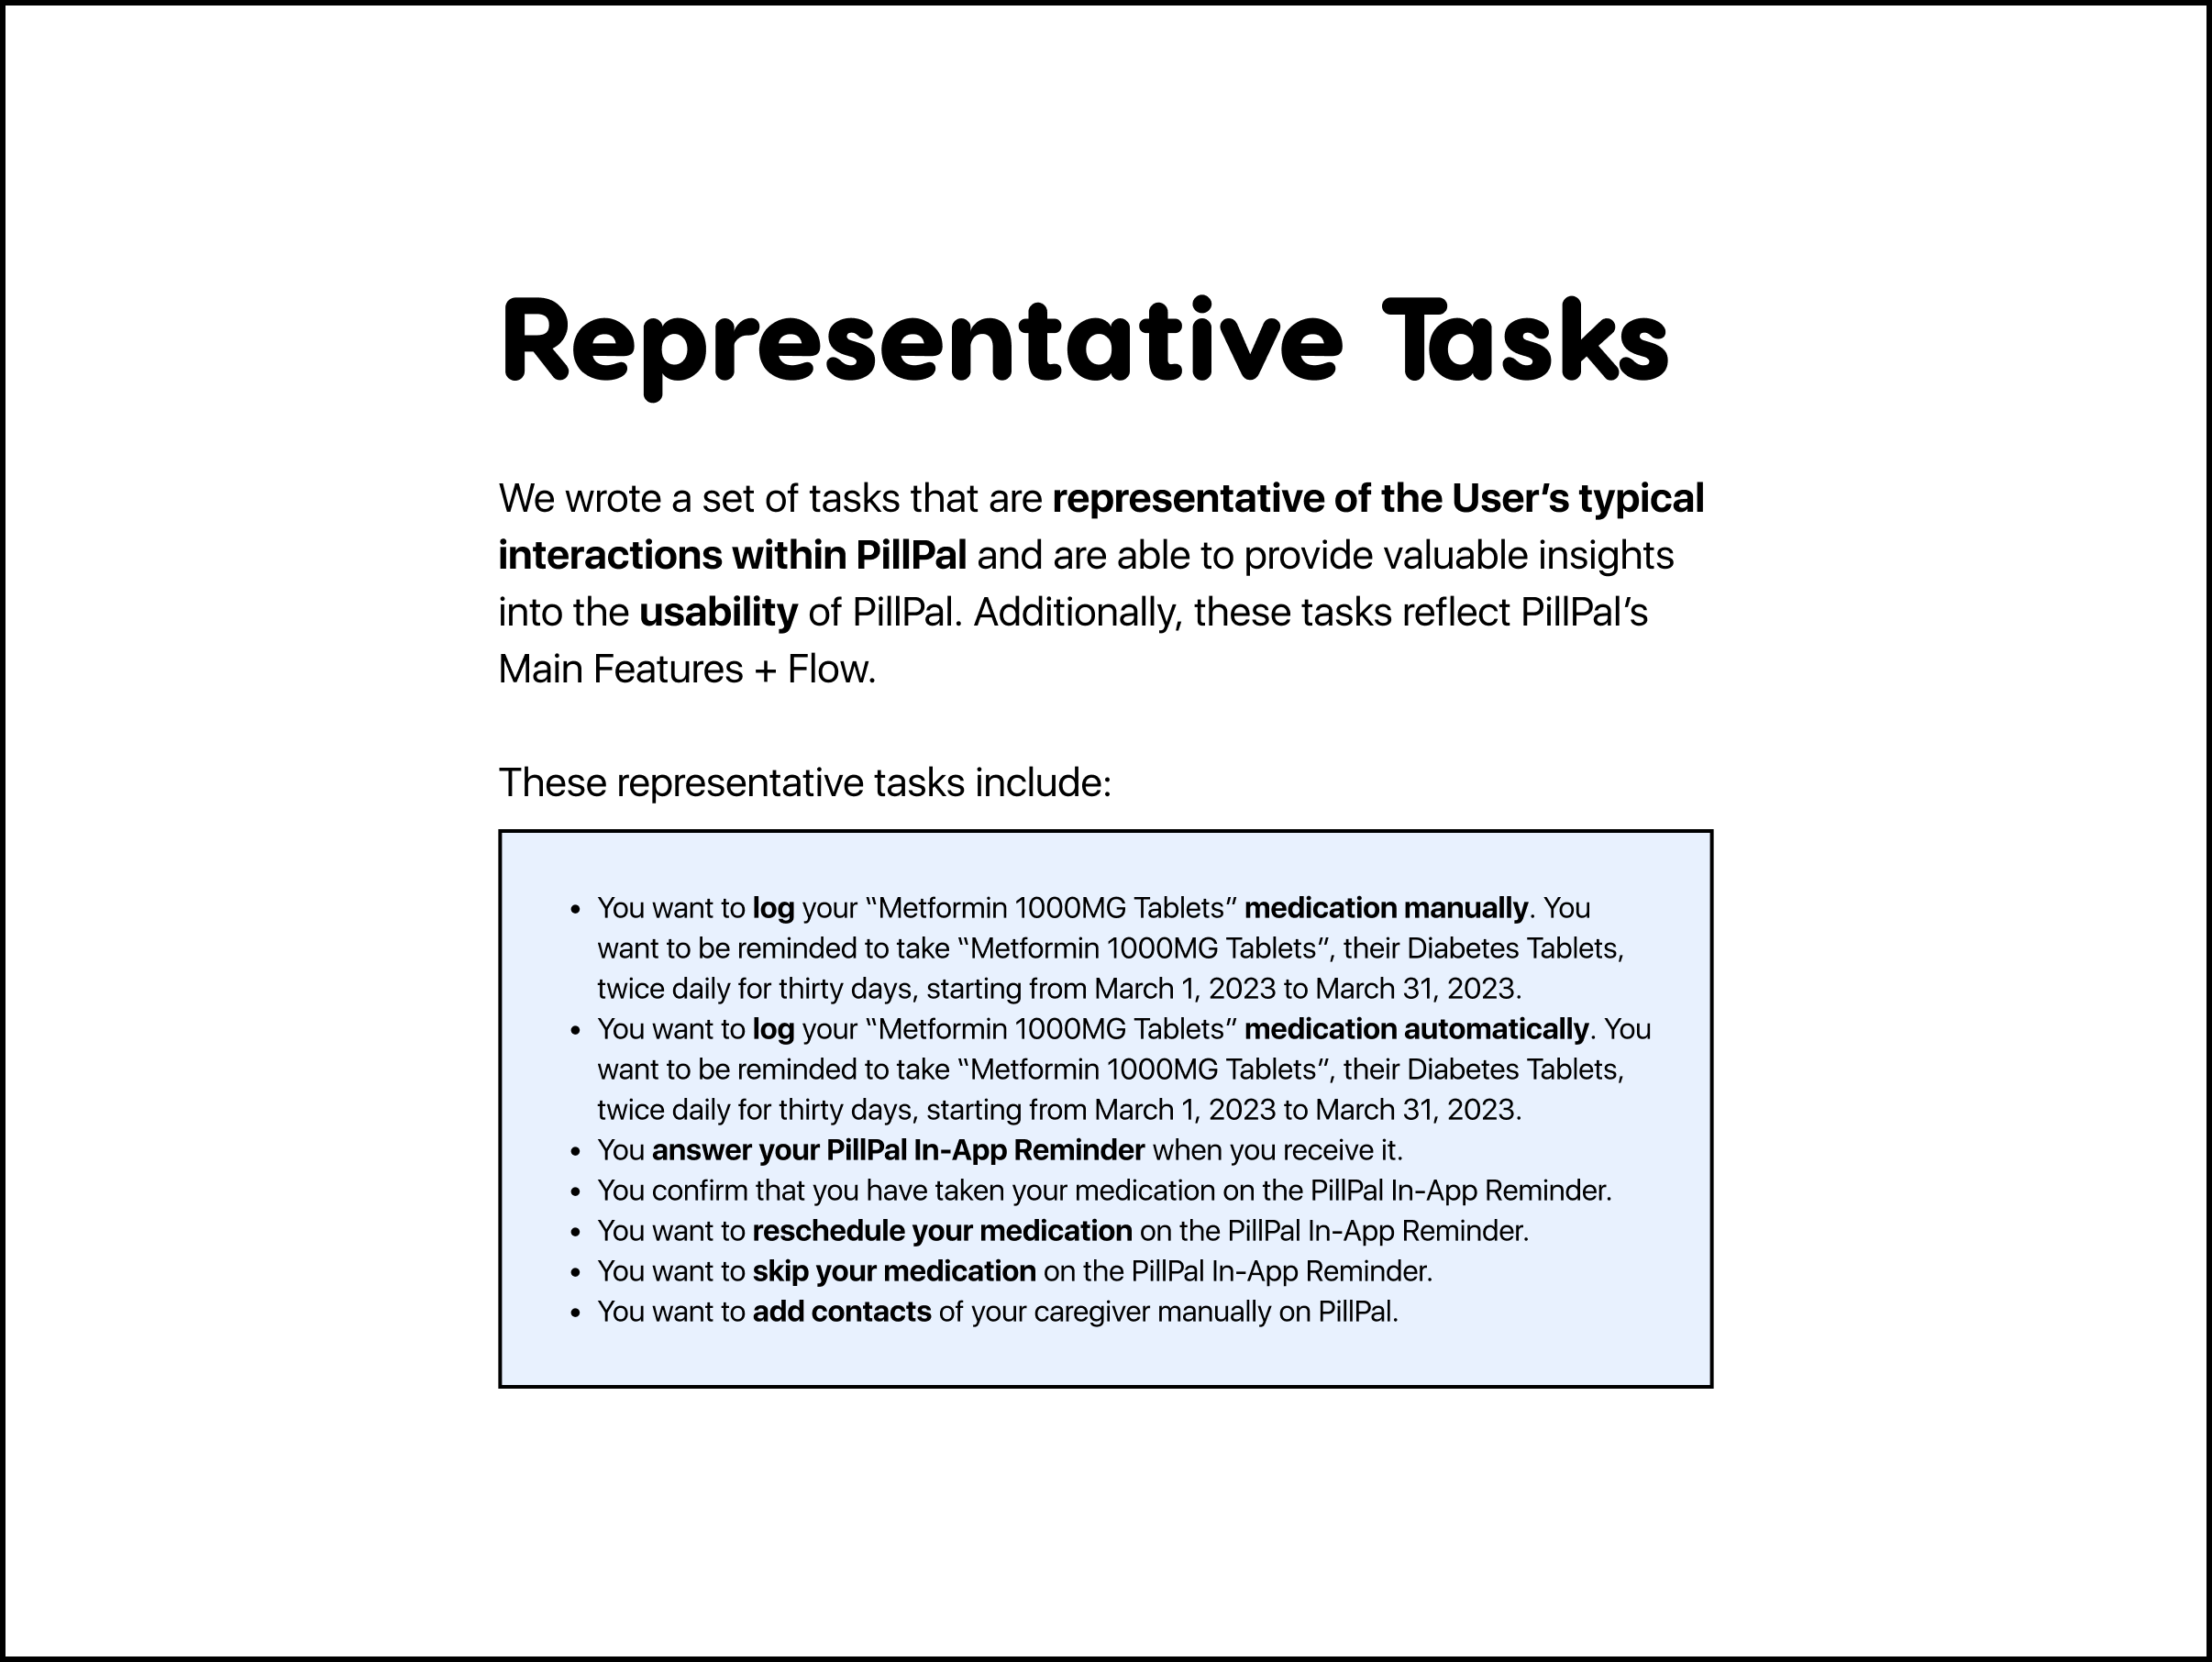 Representative Tasks
We wrote a set of tasks that are representative of the User’s typical
interactions within PillPal and are able to provide valuable insights
into the usability of PillPal. Additionally, these tasks reflect PillPal’s
Main Features + Flow.
These representative tasks include:
• You want to log your “Metformin 1000MG Tablets” medication manually. You
want to be reminded to take “Metformin 1000MG Tablets”, their Diabetes Tablets,
twice daily for thirty days, starting from March 1, 2023 to March 31, 2023.
• You want to log your “Metformin 1000MG Tablets” medication automatically. You
want to be reminded to take “Metformin 1000MG Tablets”, their Diabetes Tablets,
twice daily for thirty days, starting from March 1, 2023 to March 31, 2023.
• You answer your PillPal In-App Reminder when you receive it.
• You confirm that you have taken your medication on the PillPal In-App Reminder.
• You want to reschedule your medication on the PillPal In-App Reminder.
• You want to skip your medication on the PillPal In-App Reminder.
• You want to add contacts of your caregiver manually on PillPal.